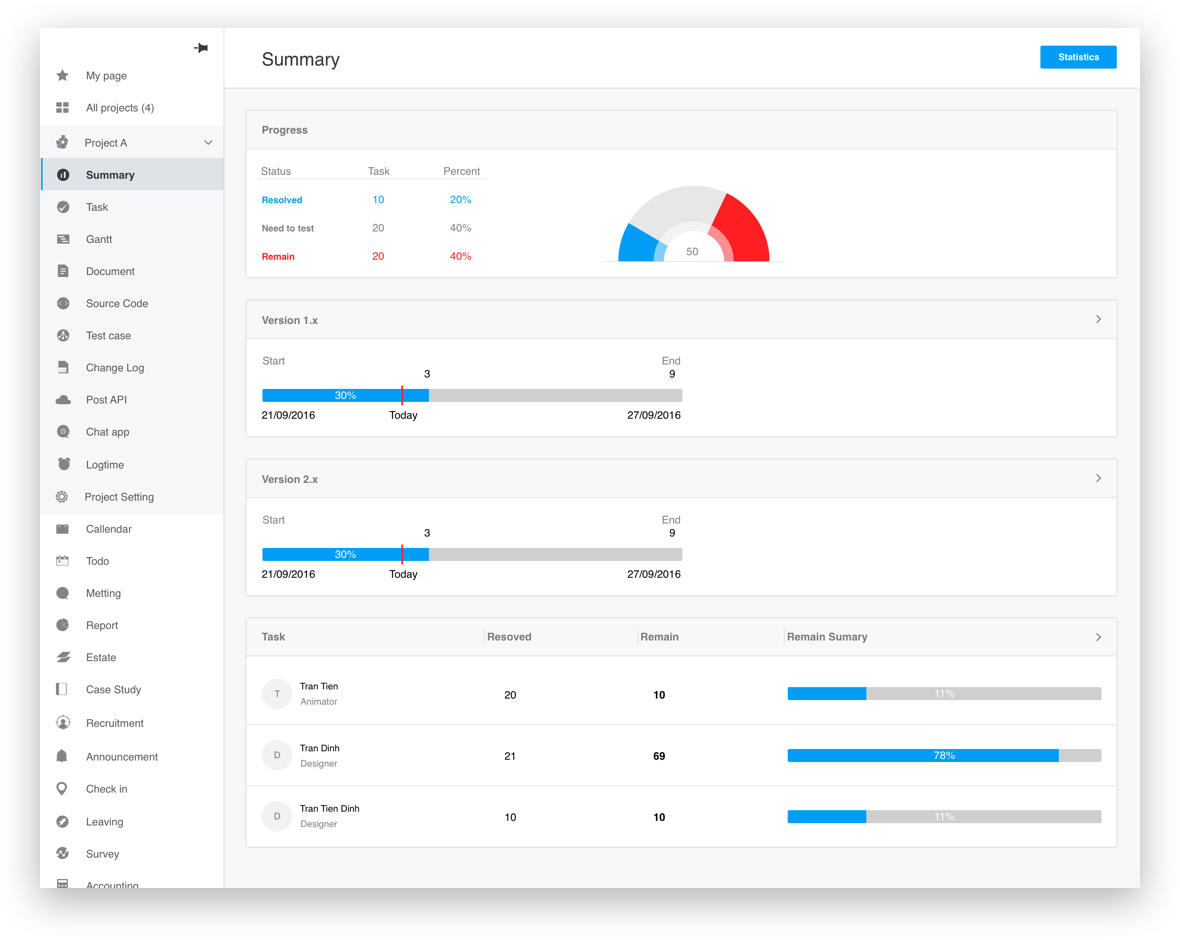 My page
All projects (4)
Project A
Summary
Task
Gantt
Document
Source Code
Test case
Change Log
Post API
Chat app
Logtime
Project Setting
Callendar
Todo
Metting
Report
Estate
Case Study
Recruitment
Announcement
Check in
Leaving
Survey
Accounting
Summary
Statistics
Progress
Status Task Percent
Resolved 10 20%
Need to test 20 40%
Remain 20 40%
50
Version 1.x
Start End
3 9
30%
21/09/2016 Today 27/09/2016
Version 2.x
Start End
3 9
30%
21/09/2016 Today 27/09/2016
Task Resoved Remain Remain Sumary
T Tran Tien 20 10 11%
Animator
D Tran Dinh 21 69 78%
Designer
D Tran Tien Dinh 10 10 11%
Designer